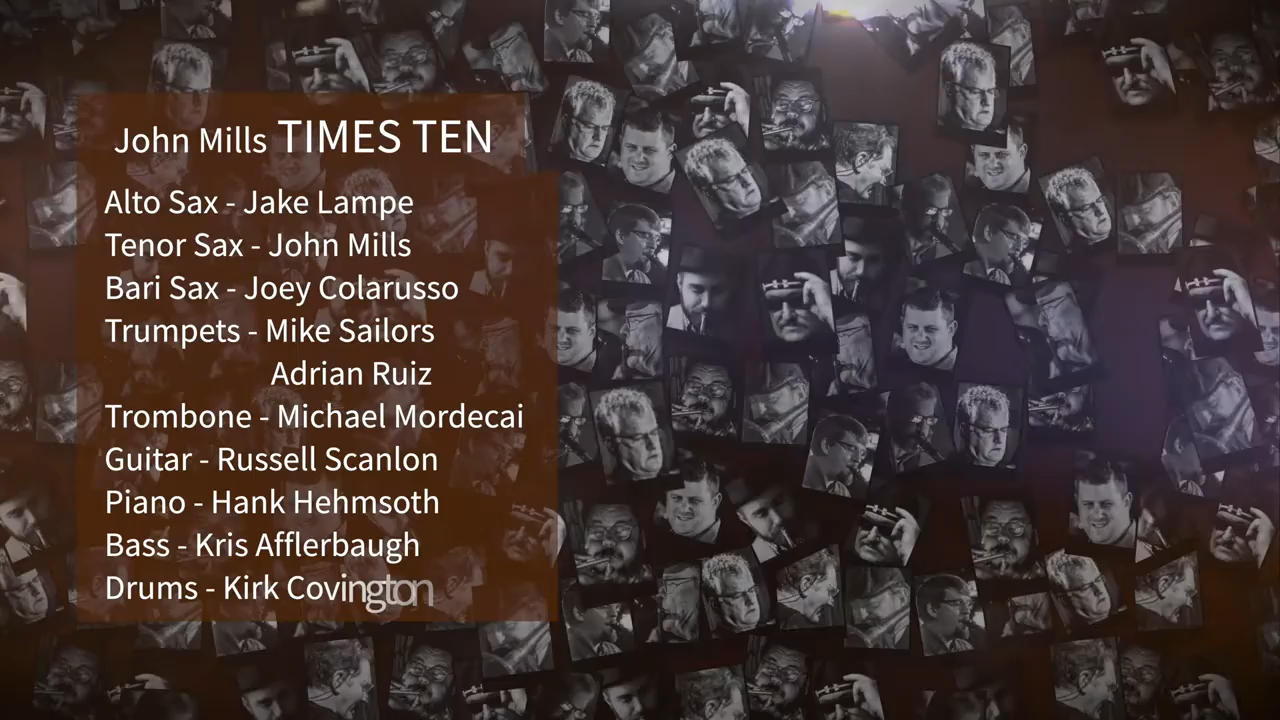 John Mills TIMES TEN
Alto Sax - Jake Lampe
Tenor Sax - John Mills
Bari Sax - Joey Colarusso
Trumpets - Mike Sailors
Adrian Ruiz
Trombone - Michael Mordecai
Guitar - Russell Scanlon
Piano - Hank Hehmsoth
Bass - Kris Afflerbaugh
Drums - Kirk Covington